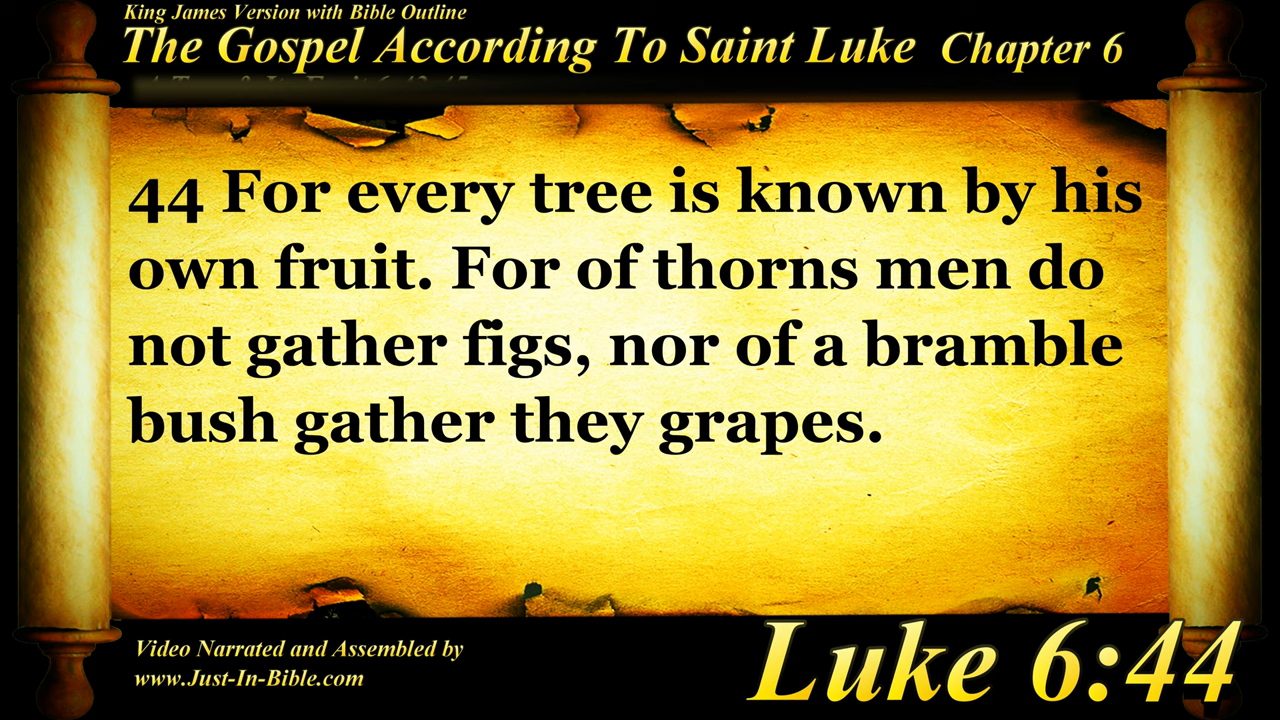 King James Version with Bible Outline
The Gospel According To Saint Luke Chapter 6
44 For every tree is known by his
own fruit. For of thorns men do
not gather figs, nor of a bramble
bush gather they grapes.
Video Narrated and Assembled by
www.Just-In-Bible.com
Luke 6:44